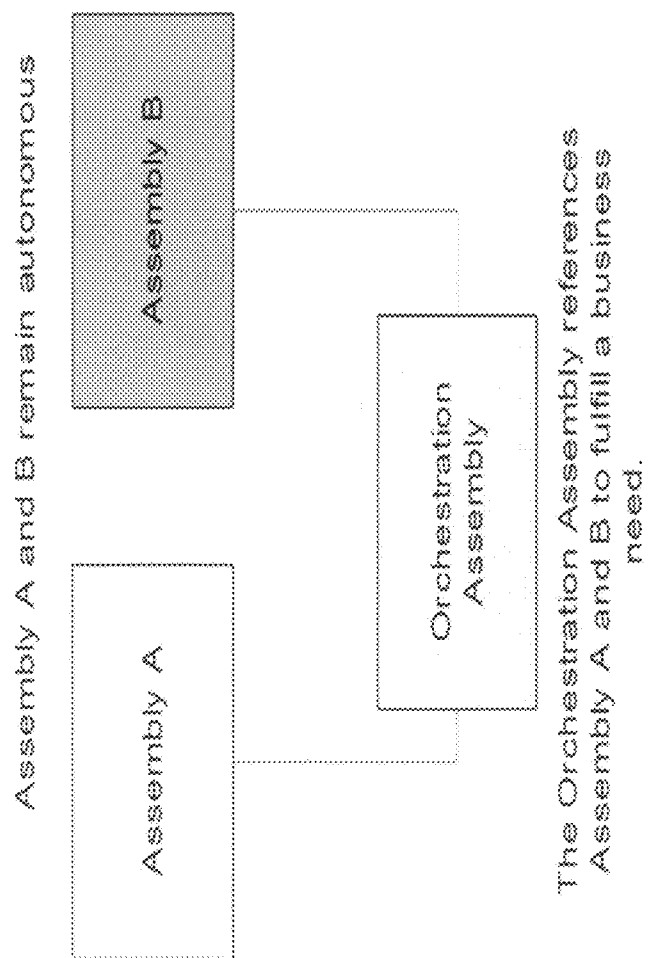 Assembly A and B remain autonomous
Assembly A
Assembly B
Orchestration
Assembly
The Orchestration Assembly references
Assembly A and B to fulfill a business
need.